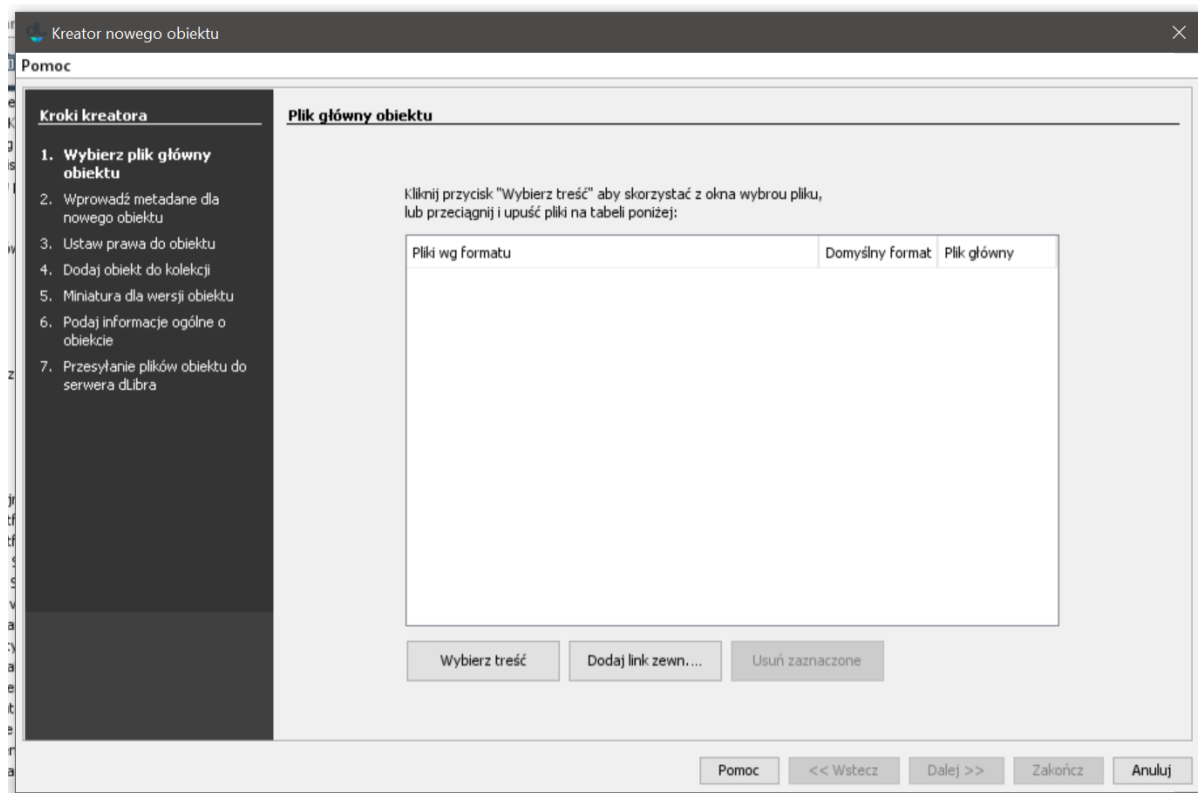 Kreator nowego obiektu
Pomoc
Kroki kreatora
1. Wybierz plik główny
obiektu
2. Wprowadź metadane dla
nowego obiektu
3. Ustaw prawa do obiektu
4. Dodaj obiekt do kolekcji
5. Miniatura dla wersji obiektu
6. Podaj informacje ogólne o
obiekcie
7. Przesyłanie plików obiektu do
serwera dLibra
Plik główny obiektu
Kliknij przycisk "Wybierz treść" aby skorzystać z okna wybrou pliku,
lub przeciągnij i upuść pliki na tabeli poniżej:
Pliki wg formatu Domyślny format Plik główny
Wybierz treść Dodaj link zewn.... Usuń zaznaczone
Pomoc << Wstecz Dalej >> Zakończ Anuluj